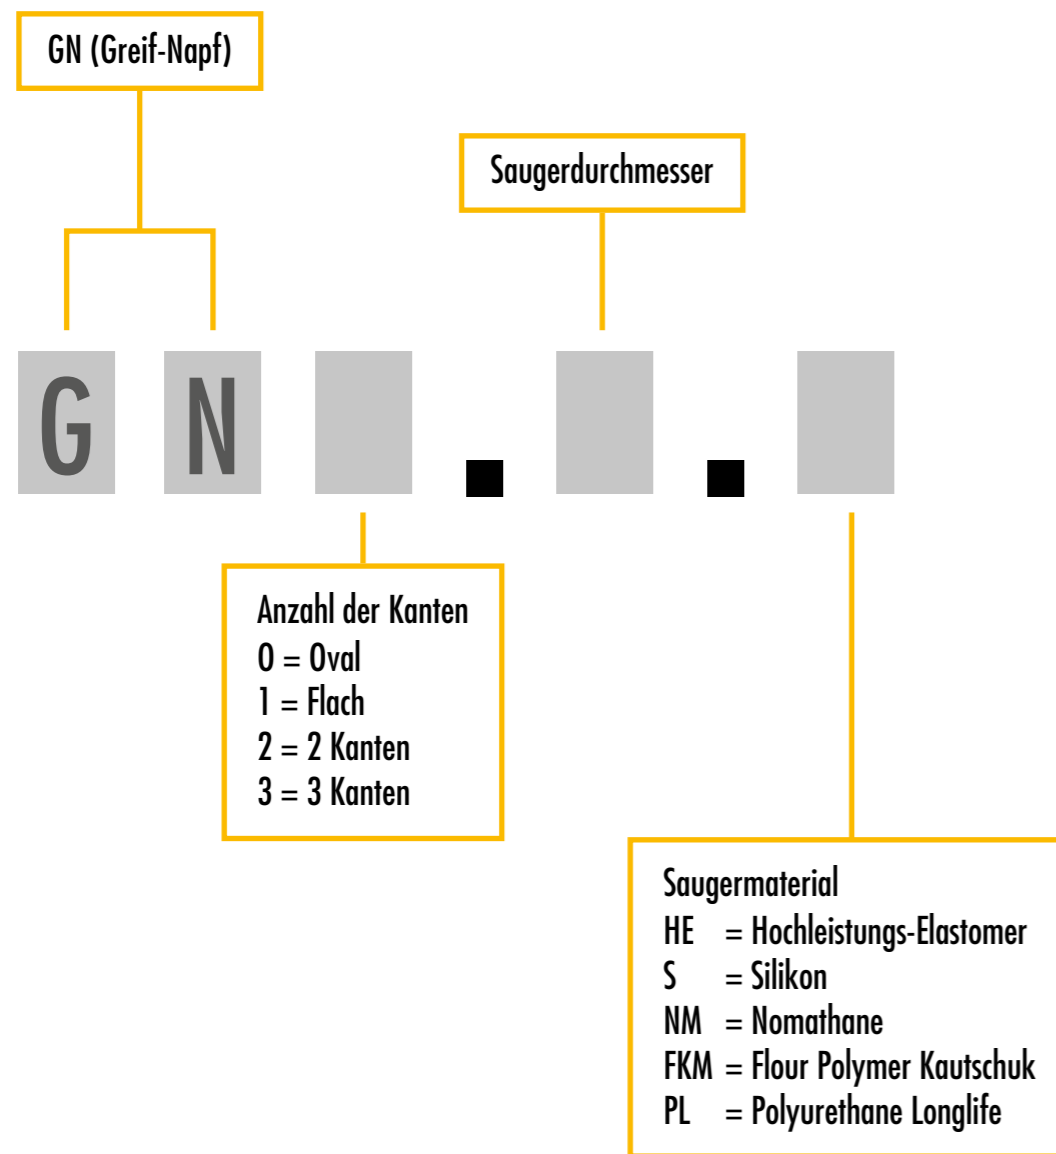 GN (Greif-Napf)
Saugerdurchmesser
G N . .
Anzahl der Kanten
0 = Oval
1 = Flach
2 = 2 Kanten
3 = 3 Kanten
Saugermaterial
HE = Hochleistungs-Elastomer
S = Silikon
NM = Nomathane
FKM = Flour Polymer Kautschuk
PL = Polyurethane Longlife